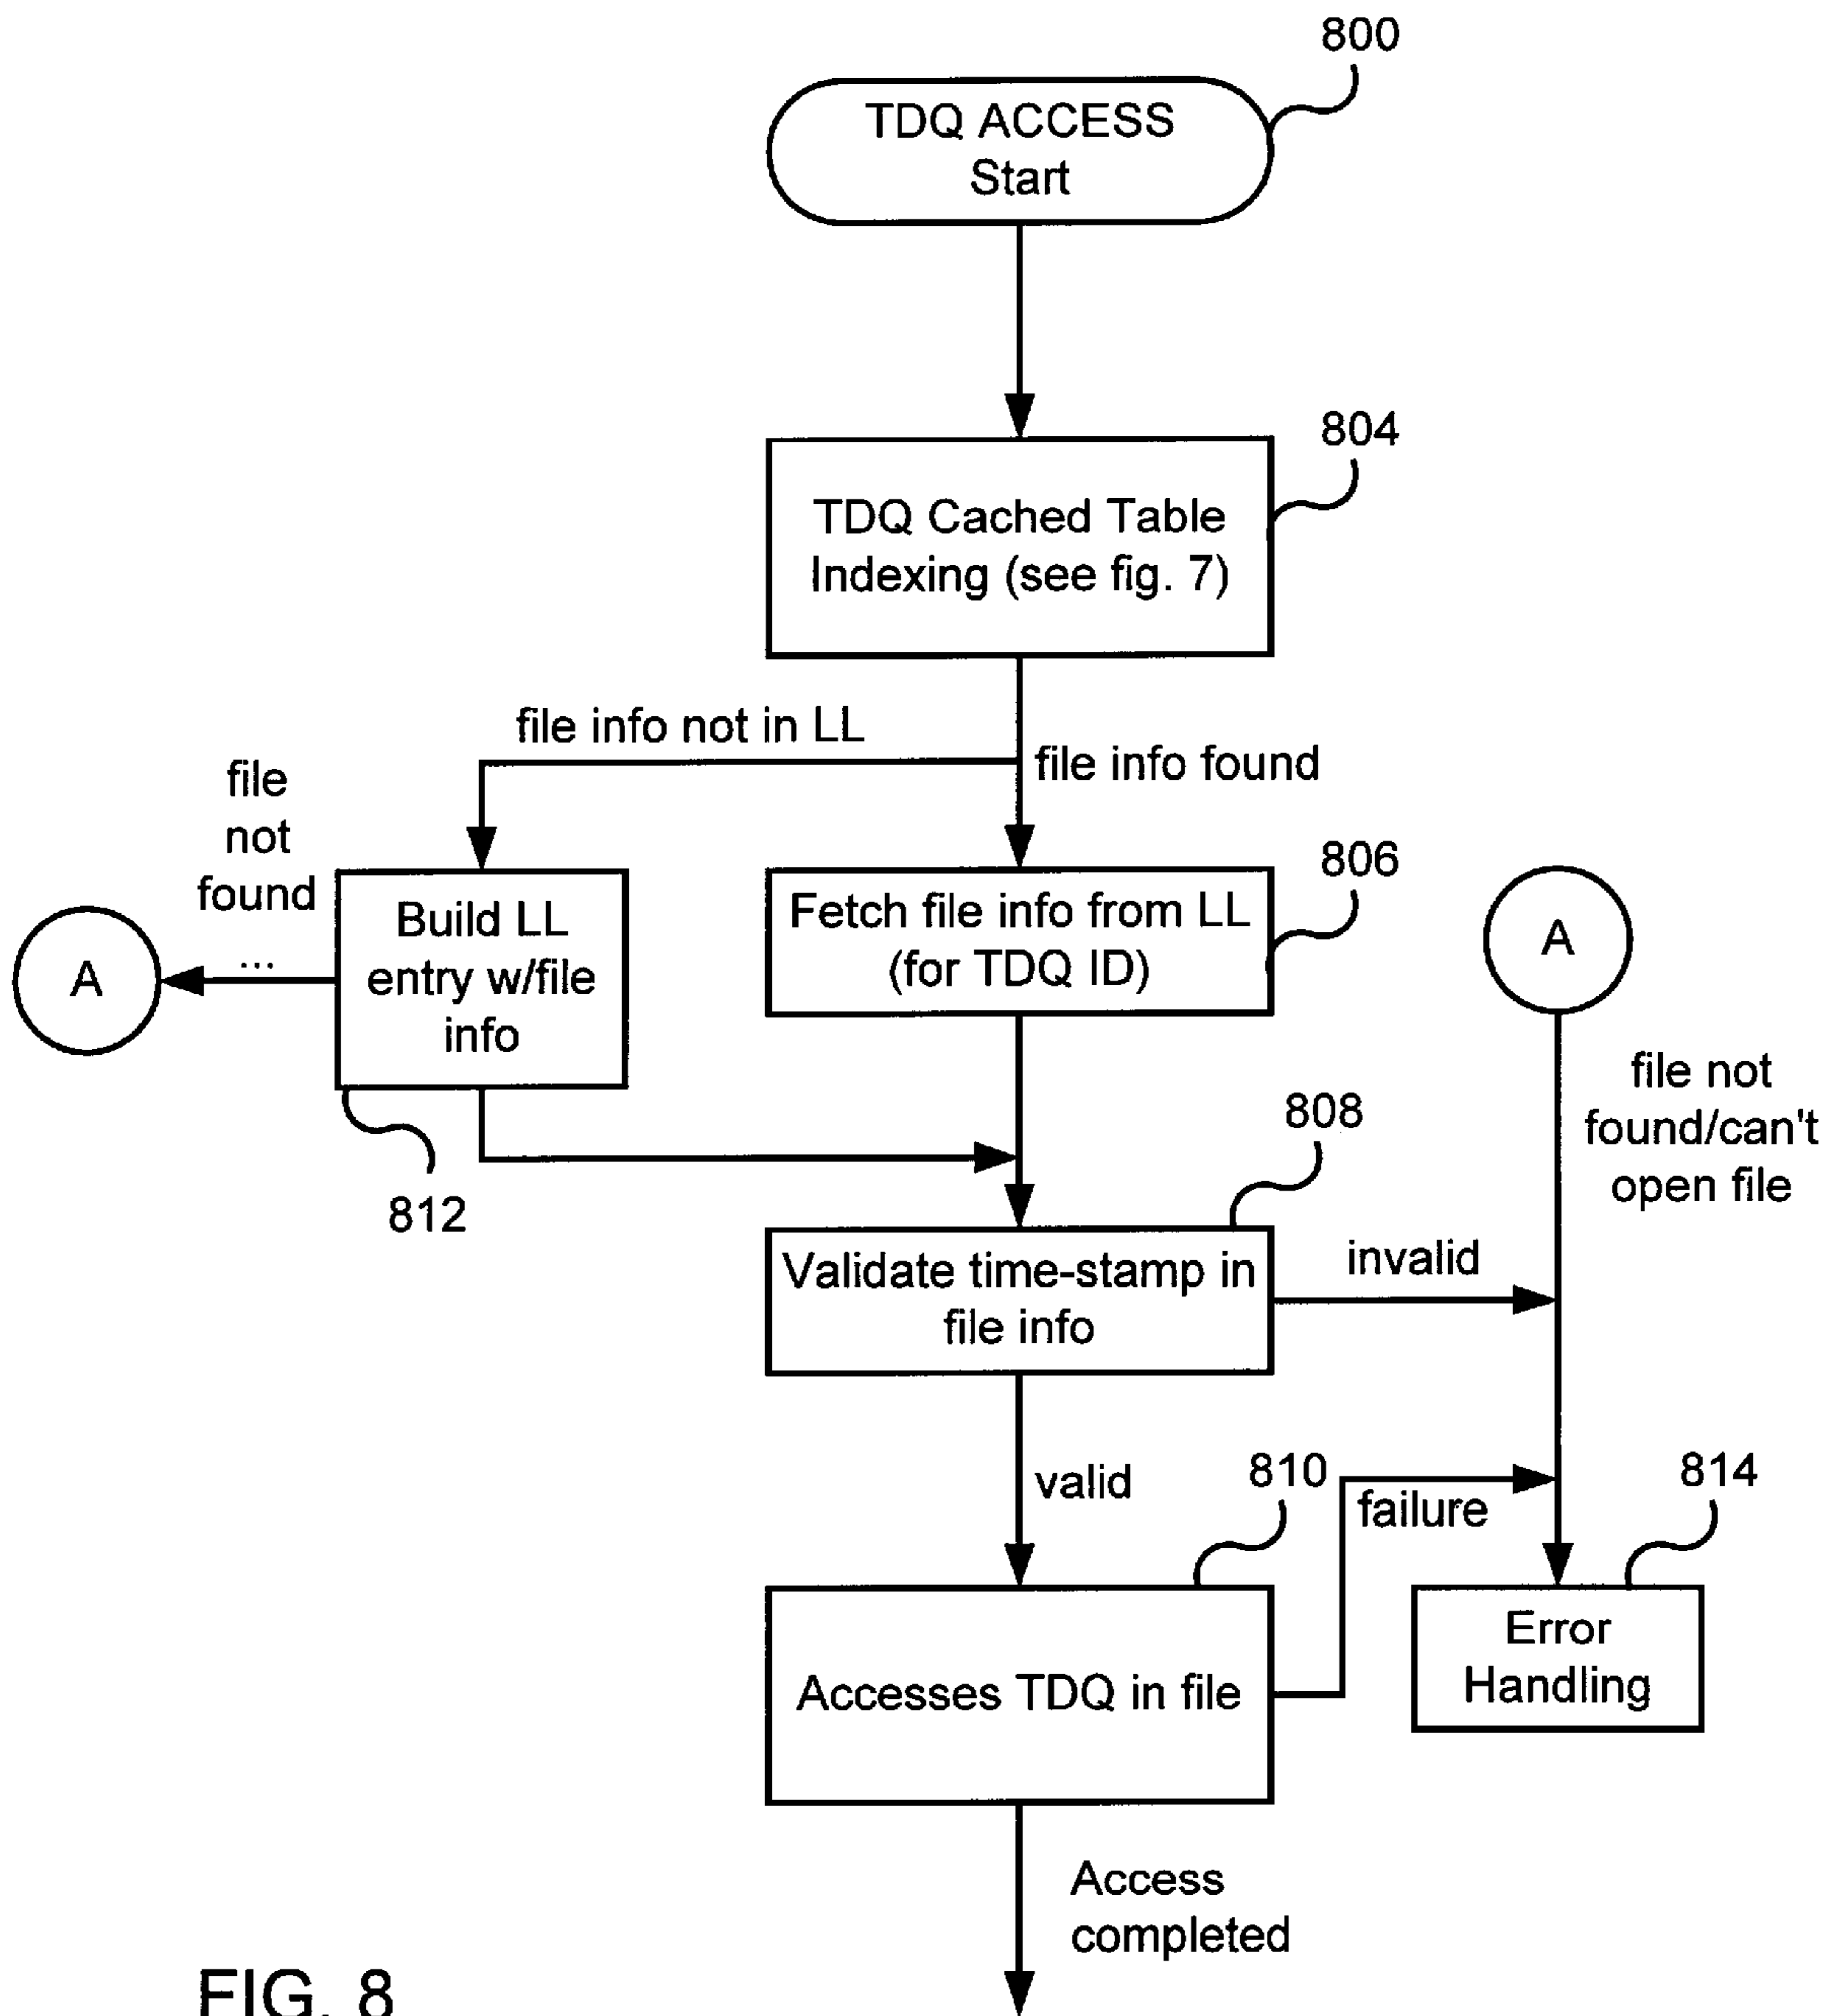 800
TDQ ACCESS
Start
804
TDQ Cached Table
Indexing (see fig. 7)
file info not in LL
file info found
file
not
found
...
A
Build LL
entry w/file
info
812
806
Fetch file info from LL
(for TDQ ID)
A
file not
found/can't
open file
808
Validate time-stamp in
file info
invalid
valid
810
failure
814
Accesses TDQ in file
Error
Handling
Access
completed
FIG. 8